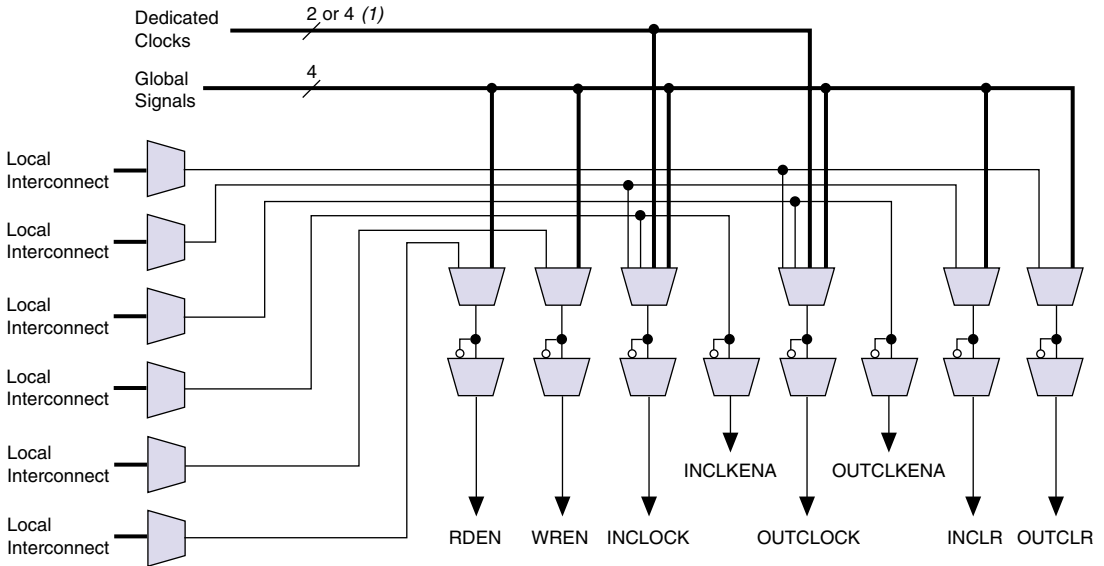 Dedicated
Clocks
2 or 4 (1)
Global
Signals
4
Local
Interconnect
Local
Interconnect
Local
Interconnect
Local
Interconnect
Local
Interconnect
Local
Interconnect
INCLKENA
OUTCLKENA
RDEN
WREN
INCLOCK
OUTCLOCK
INCLR
OUTCLR